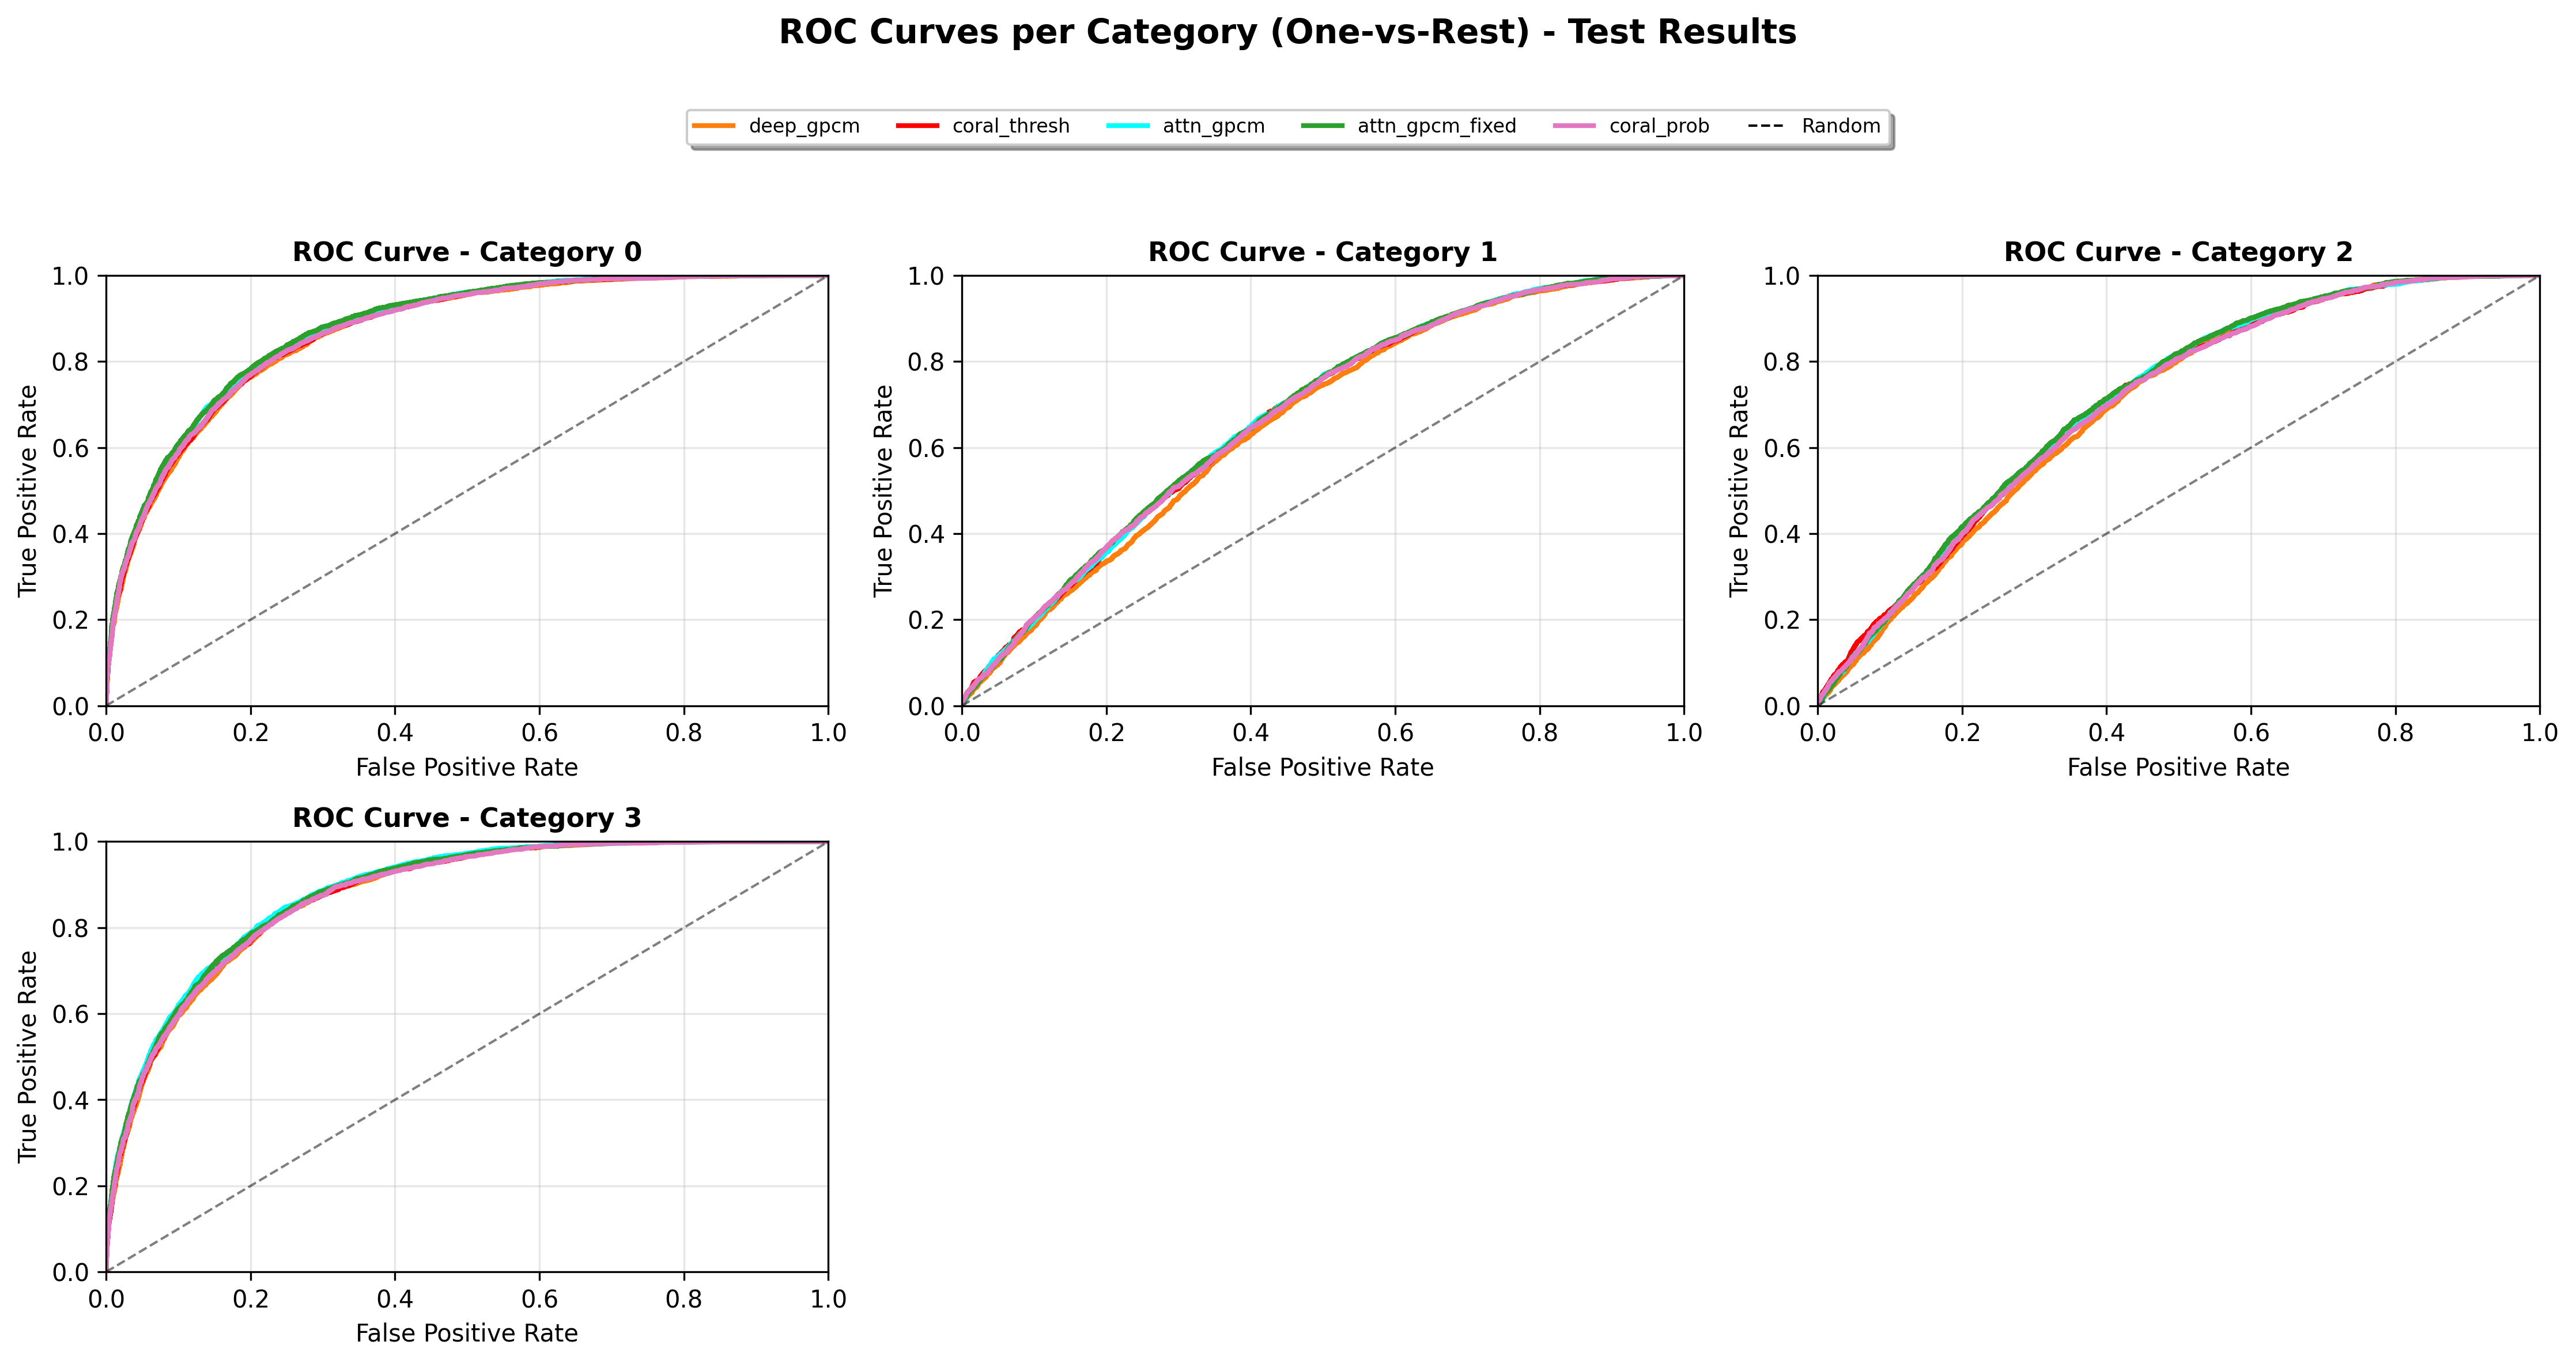 ROC Curves per Category (One-vs-Rest) - Test Results
deep_gpcm coral_thresh attn_gpcm attn_gpcm_fixed coral_prob Random
ROC Curve - Category 0
1.0
0.8
0.6
0.4
0.2
0.0
True Positive Rate
0.0 0.2 0.4 0.6 0.8 1.0
False Positive Rate
ROC Curve - Category 1
1.0
0.8
0.6
0.4
0.2
0.0
True Positive Rate
0.0 0.2 0.4 0.6 0.8 1.0
False Positive Rate
ROC Curve - Category 2
1.0
0.8
0.6
0.4
0.2
0.0
True Positive Rate
0.0 0.2 0.4 0.6 0.8 1.0
False Positive Rate
ROC Curve - Category 3
1.0
0.8
0.6
0.4
0.2
0.0
True Positive Rate
0.0 0.2 0.4 0.6 0.8 1.0
False Positive Rate